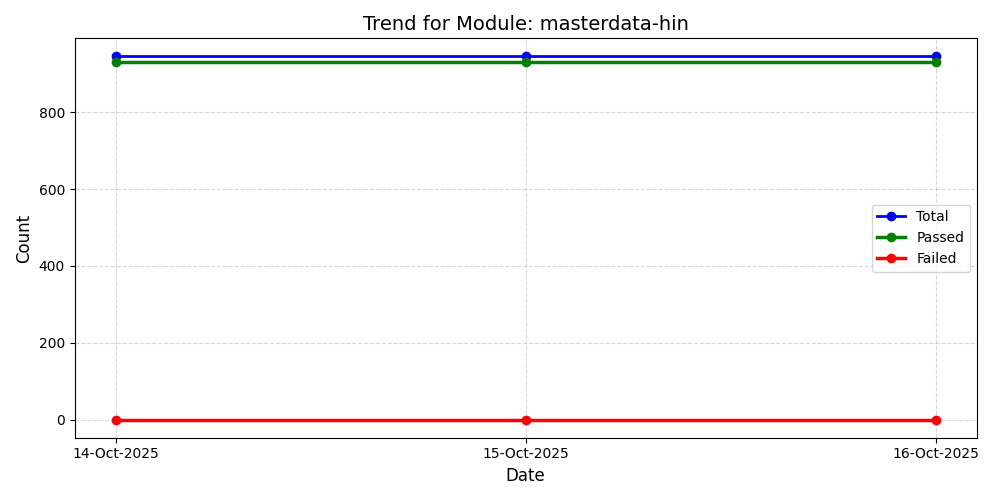 Trend for Module: masterdata-hin
Count
800
600
400
200
0
Total
Passed
Failed
14-Oct-2025
15-Oct-2025
16-Oct-2025
Date